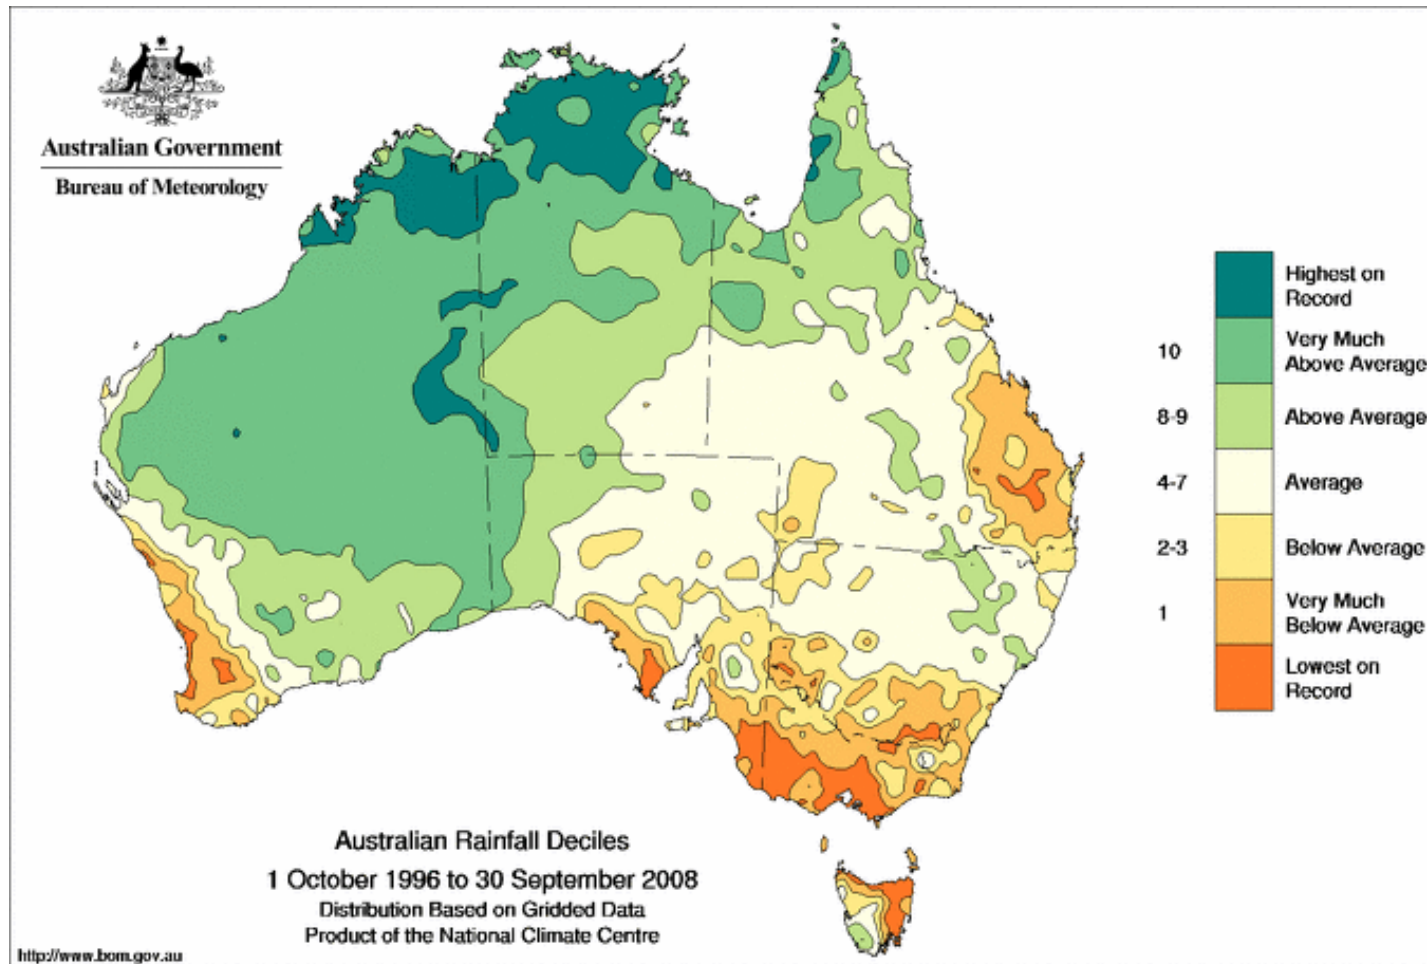 Australian Government
Bureau of Meteorology
Highest on
Record
10
Very Much
Above Average
8-9
Above Average
4-7
Average
2-3
Below Average
1
Very Much
Below Average
Lowest on
Record
Australian Rainfall Deciles
1 October 1996 to 30 September 2008
Distribution Based on Gridded Data
Product of the National Climate Centre
http://www.bom.gov.au